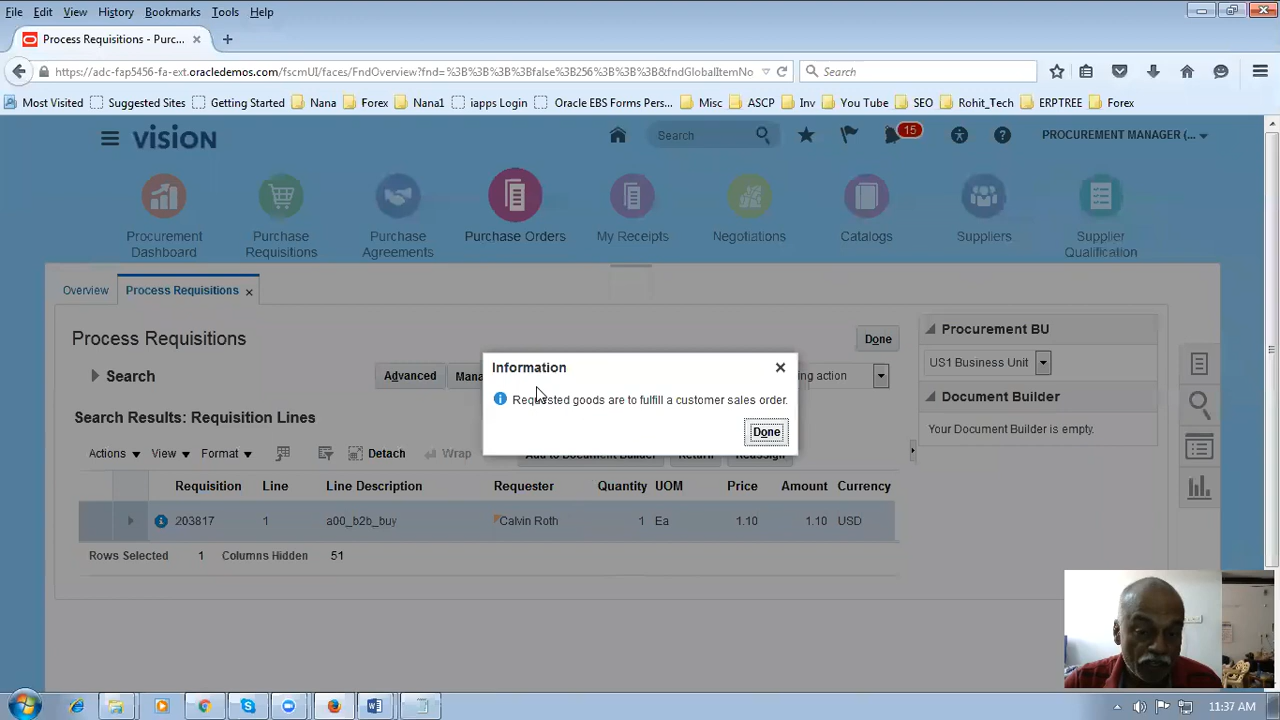 File Edit View History Bookmarks Tools Help
Process Requisitions - Purc...
https://adc-fap5456-fa-ext.oracledemos.com/fscmUI/faces/FndOverview?fnd=%3B%3B%3B%3Bfalse%3B256%3B%3B%3B&fndGlobalItemNo
Search
Most Visited Suggested Sites Getting Started Nana Forex Nana1 iapps Login Oracle EBS Forms Pers... Misc ASCP Inv You Tube SEO Rohit_Tech ERPTREE Forex
VISION Search 15 PROCUREMENT MANAGER (...
Procurement Dashboard
Purchase Requisitions
Purchase Agreements
Purchase Orders
My Receipts
Negotiations
Catalogs
Suppliers
Supplier Qualification
Overview Process Requisitions
Process Requisitions
Done
Procurement BU
US1 Business Unit
Document Builder
Your Document Builder is empty.
Search
Advanced
ing action
Information
Requested goods are to fulfill a customer sales order.
Done
Search Results: Requisition Lines
Actions View Format Detach Wrap Add to Document Builder Return Reassign
Requisition Line Line Description Requester Quantity UOM Price Amount Currency
203817 1 a00_b2b_buy Calvin Roth 1 Ea 1.10 1.10 USD
Rows Selected 1 Columns Hidden 51
11:37 AM